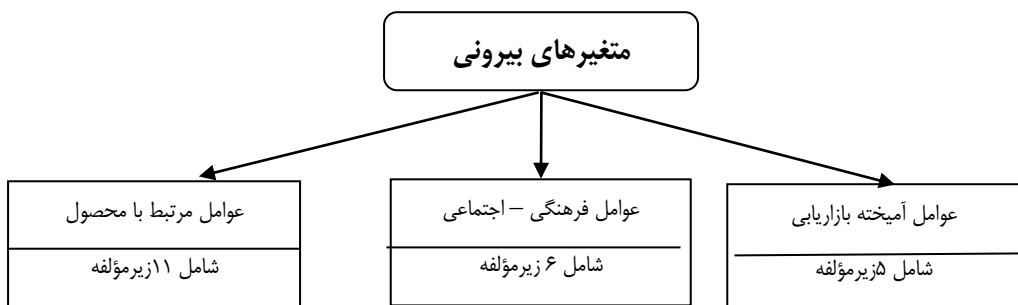 متغیرهای بیرونی
عوامل آمیخته بازاریابی
شامل ۵زیرمؤلفه
عوامل فرهنگی – اجتماعی
شامل ۶ زیرمؤلفه
عوامل مرتبط با محصول
شامل ۱۱زیرمؤلفه